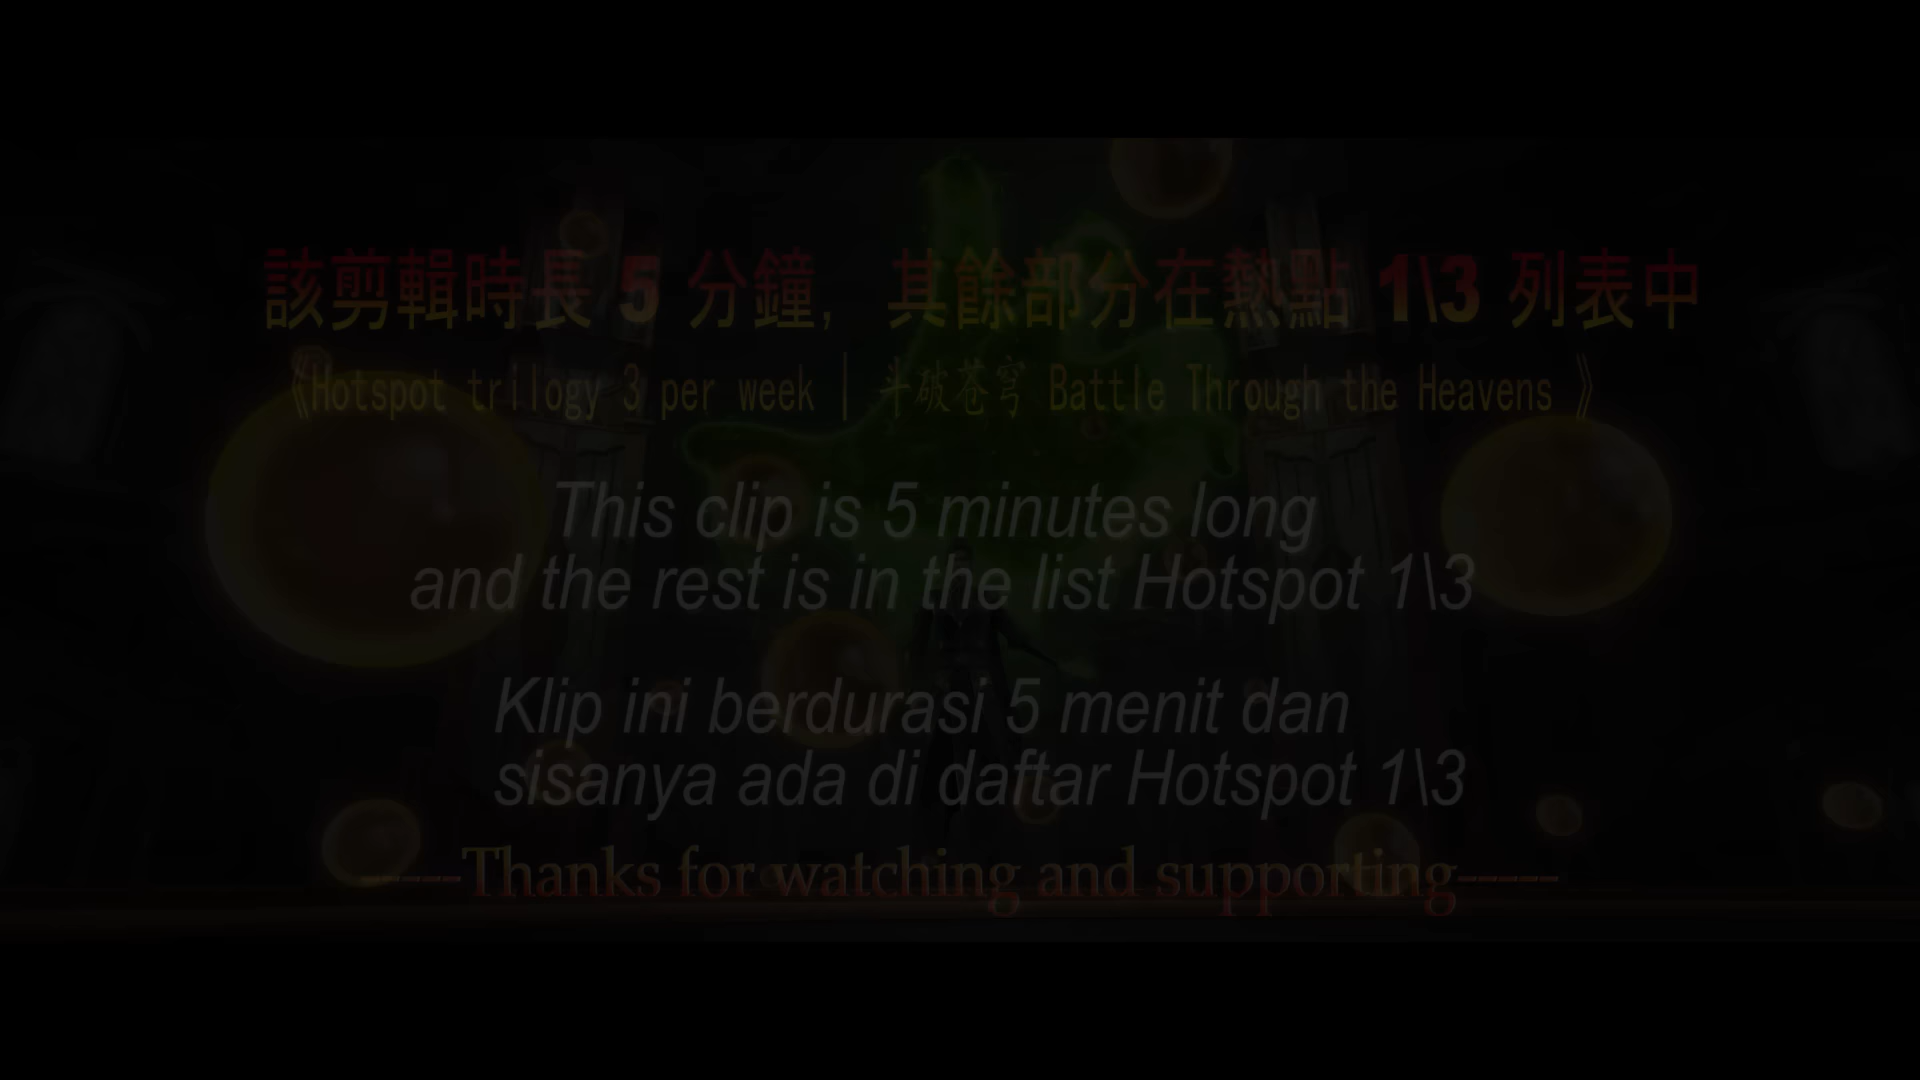 該剪輯時長 5 分鐘，其餘部分在熱點 1\3 列表中
《Hotspot trilogy 3 per week | 斗破苍穹 Battle Through the Heavens 》
This clip is 5 minutes long
and the rest is in the list Hotspot 1\3
Klip ini berdurasi 5 menit dan
sisanya ada di daftar Hotspot 1\3
-----Thanks for watching and supporting-----